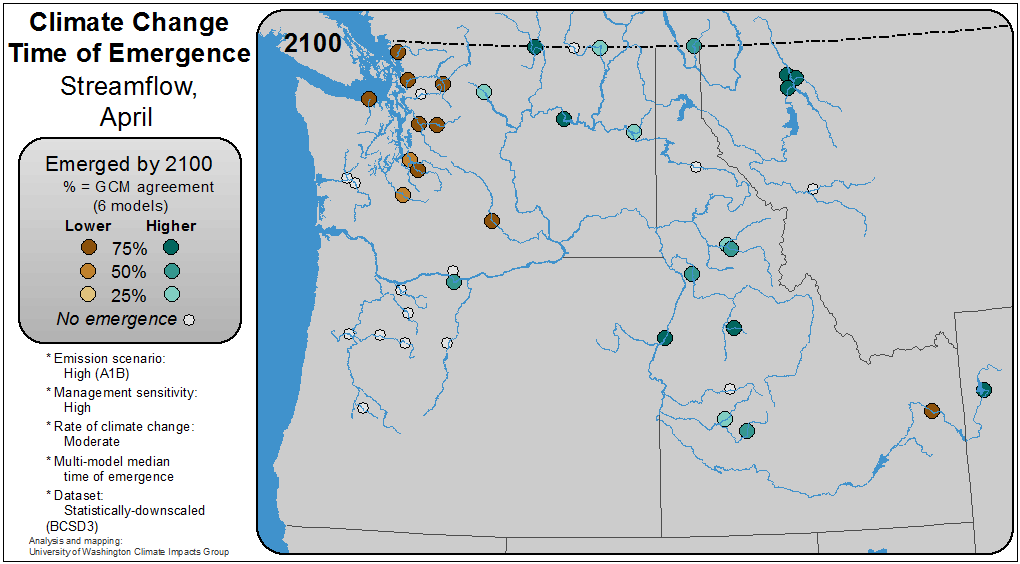 Climate Change
Time of Emergence
Streamflow,
April
2100
Emerged by 2100
% = GCM agreement
(6 models)
Lower Higher
75%
50%
25%
No emergence
* Emission scenario:
High (A1B)
* Management sensitivity:
High
* Rate of climate change:
Moderate
* Multi-model median
time of emergence
* Dataset:
Statistically-downscaled
(BCSD3)
Analysis and mapping:
University of Washington Climate Impacts Group